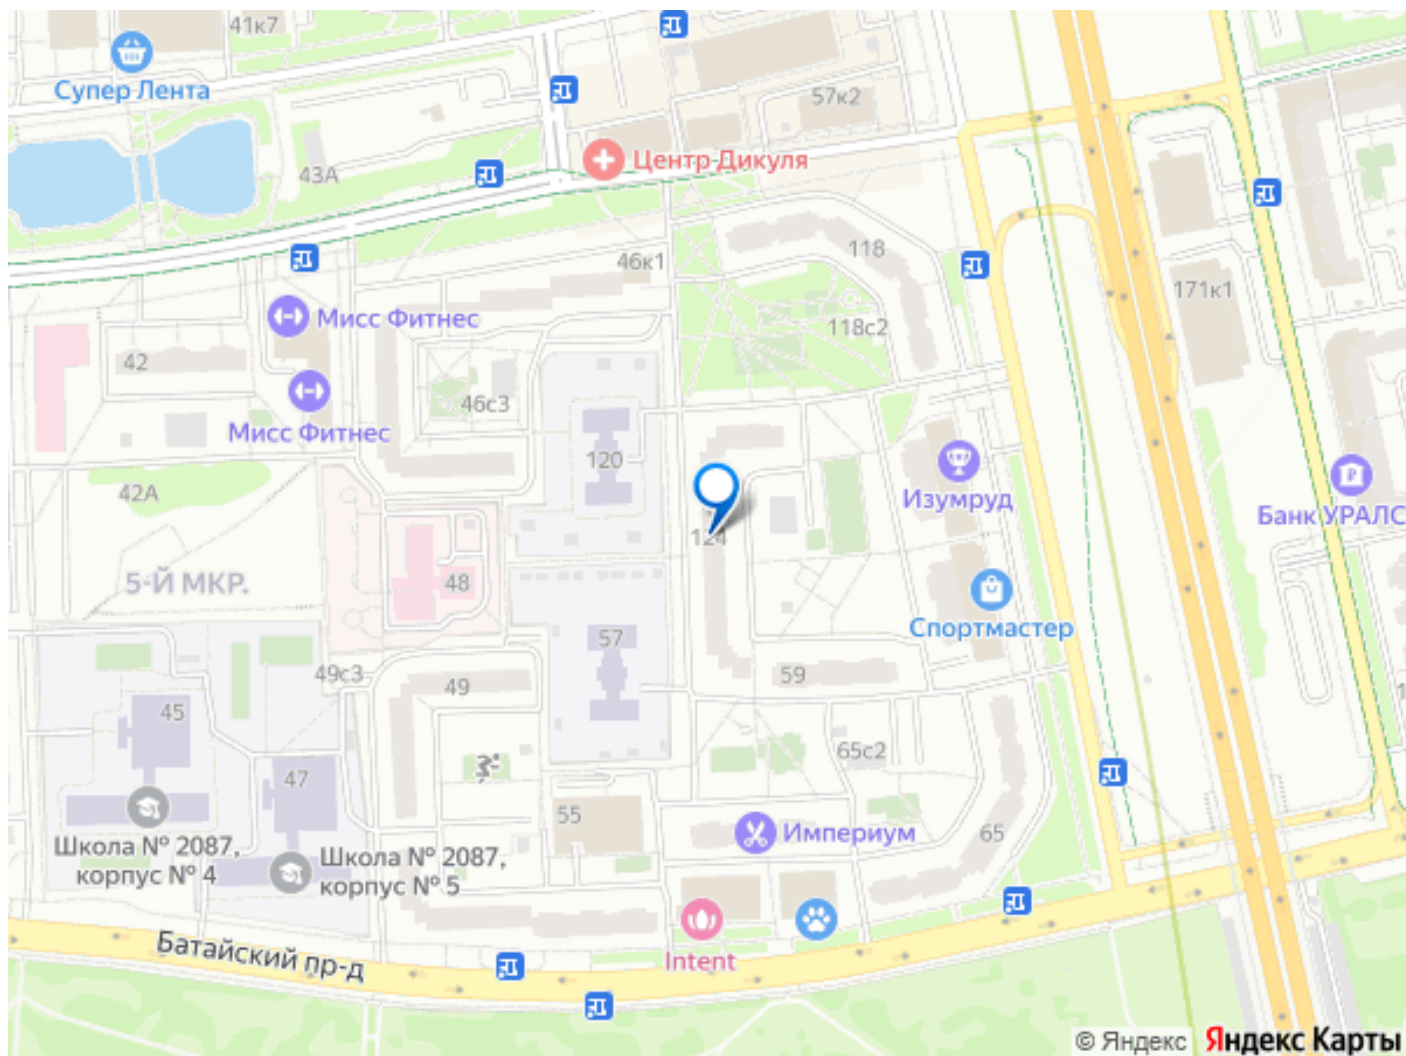 41к7
Супер Лента
57к2
Центр Дикуля
43А
118
46к1
171к1
Мисс Фитнес
118с2
42
46с3
Мисс Фитнес
120
42А
Изумруд
Банк УРАЛС
124
5-Й МКР.
48
57
Спортмастер
49с3
59
49
45
65с2
47
55
Империум
65
Школа № 2087,
корпус № 4
Школа № 2087,
корпус № 5
Батайский пр-д
Intent
© Яндекс Яндекс Карты